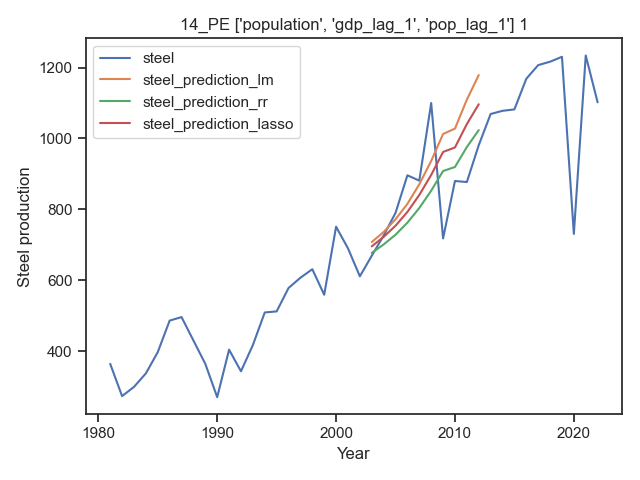 14_PE ['population', 'gdp_lag_1', 'pop_lag_1'] 1
steel
steel_prediction_lm
steel_prediction_rr
steel_prediction_lasso
Steel production
1200
1000
800
600
400
1980 1990 2000 2010 2020
Year